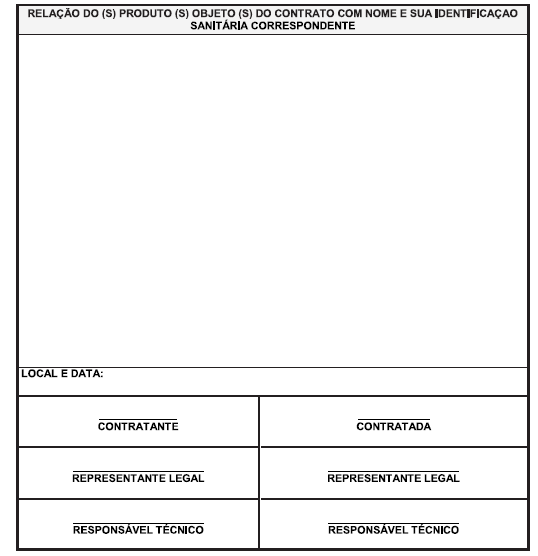 RELAÇÃO DO (S) PRODUTO (S) OBJETO (S) DO CONTRATO COM NOME E SUA IDENTIFICAÇAO
SANITÁRIA CORRESPONDENTE
LOCAL E DATA:
CONTRATANTE
CONTRATADA
REPRESENTANTE LEGAL
REPRESENTANTE LEGAL
RESPONSÁVEL TÉCNICO
RESPONSÁVEL TÉCNICO